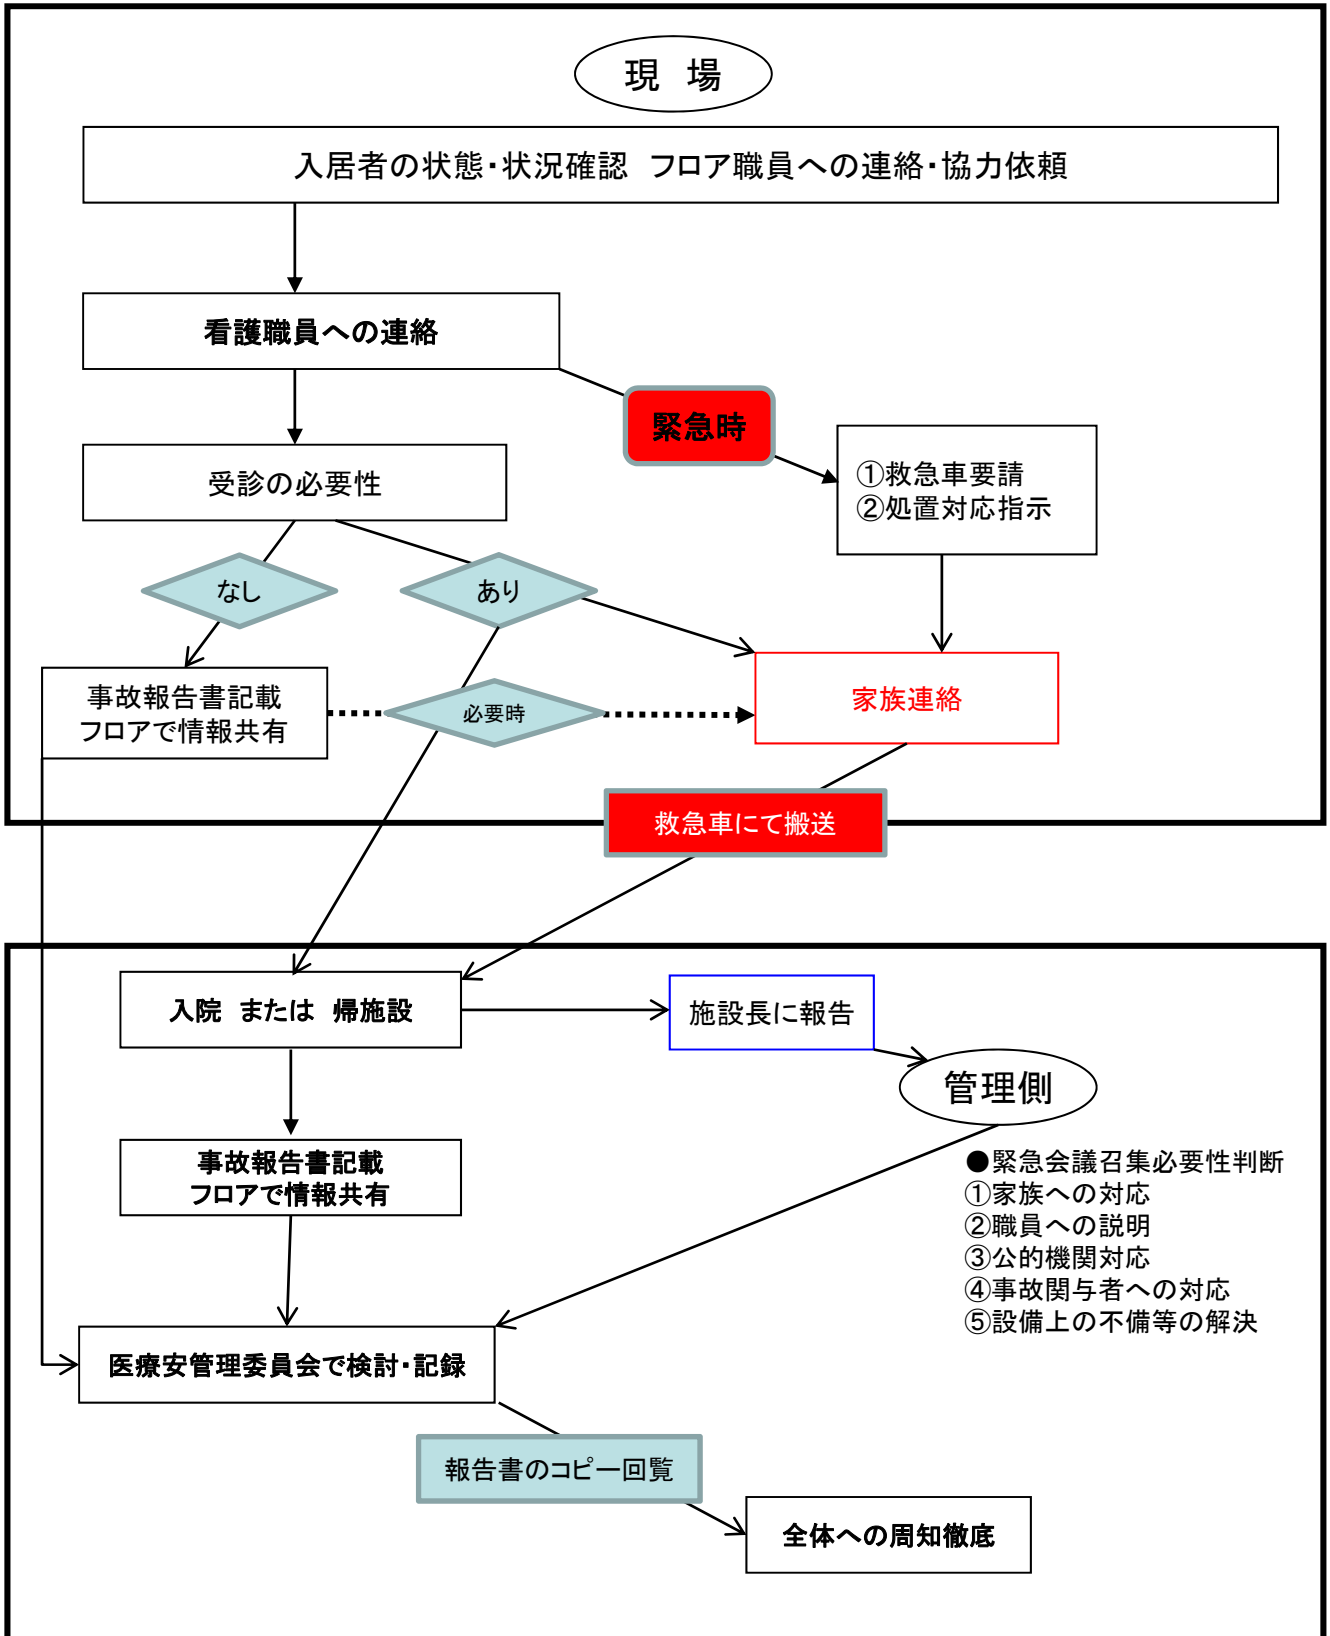 現　場
入居者の状態・状況確認　フロア職員への連絡・協力依頼
看護職員への連絡
緊急時
①救急車要請
②処置対応指示
受診の必要性
なし
あり
事故報告書記載
フロアで情報共有
必要時
家族連絡
救急車にて搬送
入院　または　帰施設
施設長に報告
管理側
事故報告書記載
フロアで情報共有
●緊急会議召集必要性判断
①家族への対応
②職員への説明
③公的機関対応
④事故関与者への対応
⑤設備上の不備等の解決
医療安管理委員会で検討・記録
報告書のコピー回覧
全体への周知徹底